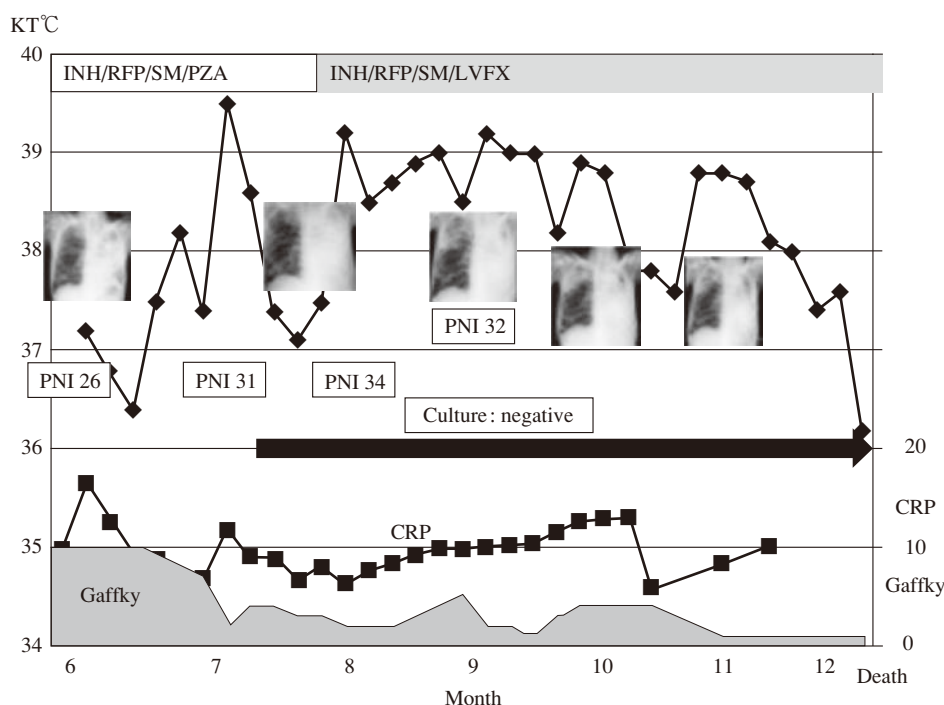 KT℃
40
INH/RFP/SM/PZA
INH/RFP/SM/LVFX
39
38
37
PNI 26
PNI 31
PNI 34
PNI 32
Culture: negative
36
20
35
CRP
CRP
10
Gaffky
Gaffky
34
0
6
7
8
9
10
11
12
Death
Month